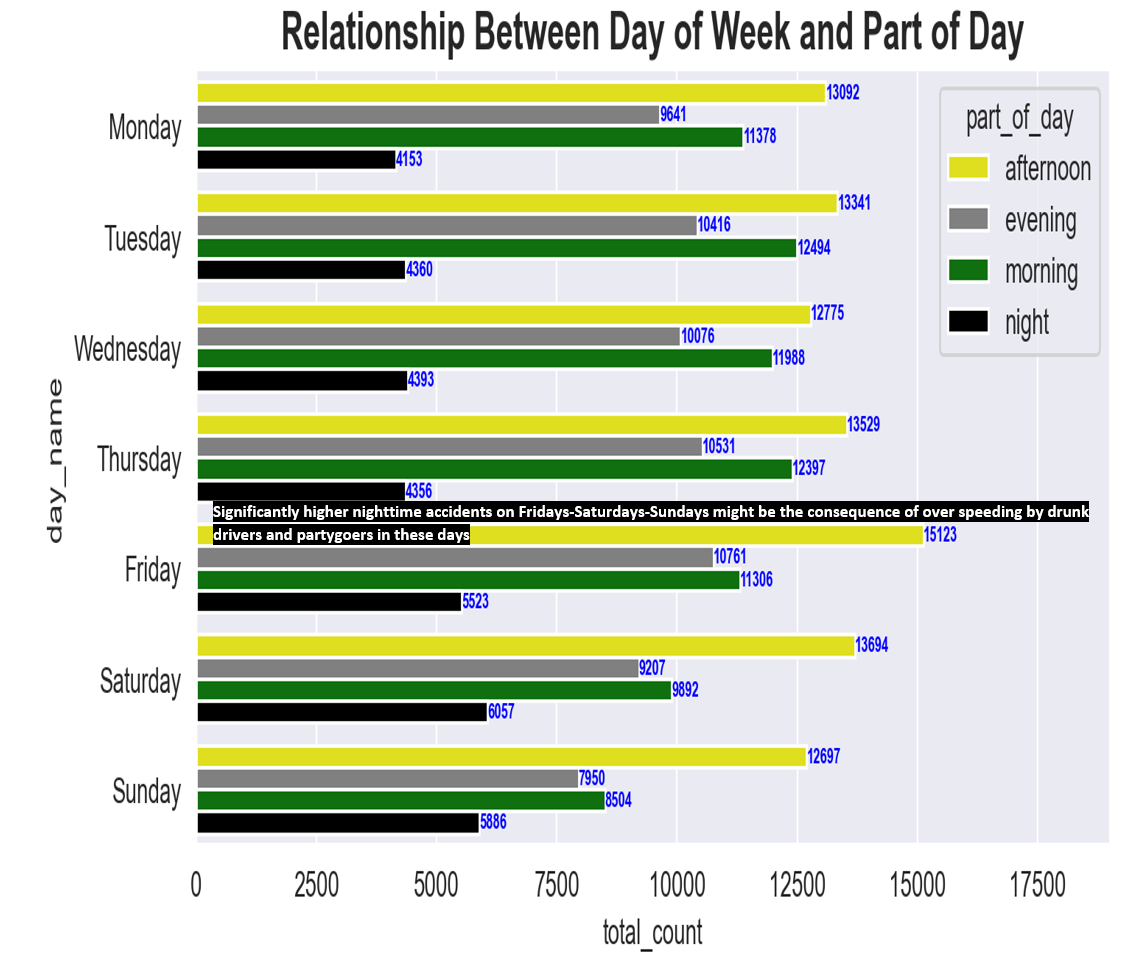 Relationship Between Day of Week and Part of Day
13092
9641
Monday
11378
4153
13341
10416
Tuesday
12494
4360
12775
10076
Wednesday
11988
4393
13529
10531
Thursday
12397
4356
Significantly higher nighttime accidents on Fridays-Saturdays-Sundays might be the consequence of over speeding by drunk
drivers and partygoers in these days
15123
10761
Friday
11306
5523
13694
9207
Saturday
9892
6057
12697
7950
Sunday
8504
5886
day_name
0 2500 5000 7500 10000 12500 15000 17500
total_count
part_of_day
afternoon
evening
morning
night